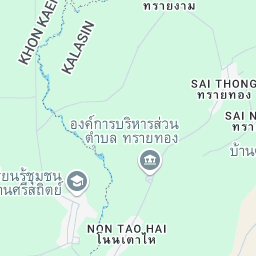 ทรายงาม
KHON KAEN
KALASIN
SAI THONG
ทรายทอง
องค์การบริหารส่วน
ตำบล ทรายทอง
SAI N
ทรา
บ้าน
ยนรู้ชุมชน
านศรีสถิตย์
NON TAO HAI
โนนเตาไห